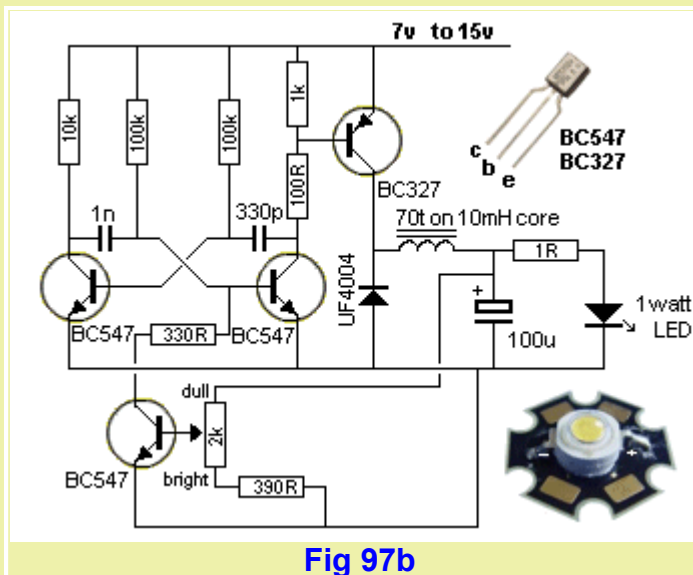 7v to 15v
10k
100k
100k
1k
100R
BC327
c
b
e
BC547
BC327
1n
330p
70t on 10mH core
1R
BC547
330R
BC547
UF4004
+
100u
1watt
LED
dull
2k
bright
390R
BC547
- +
Fig 97b